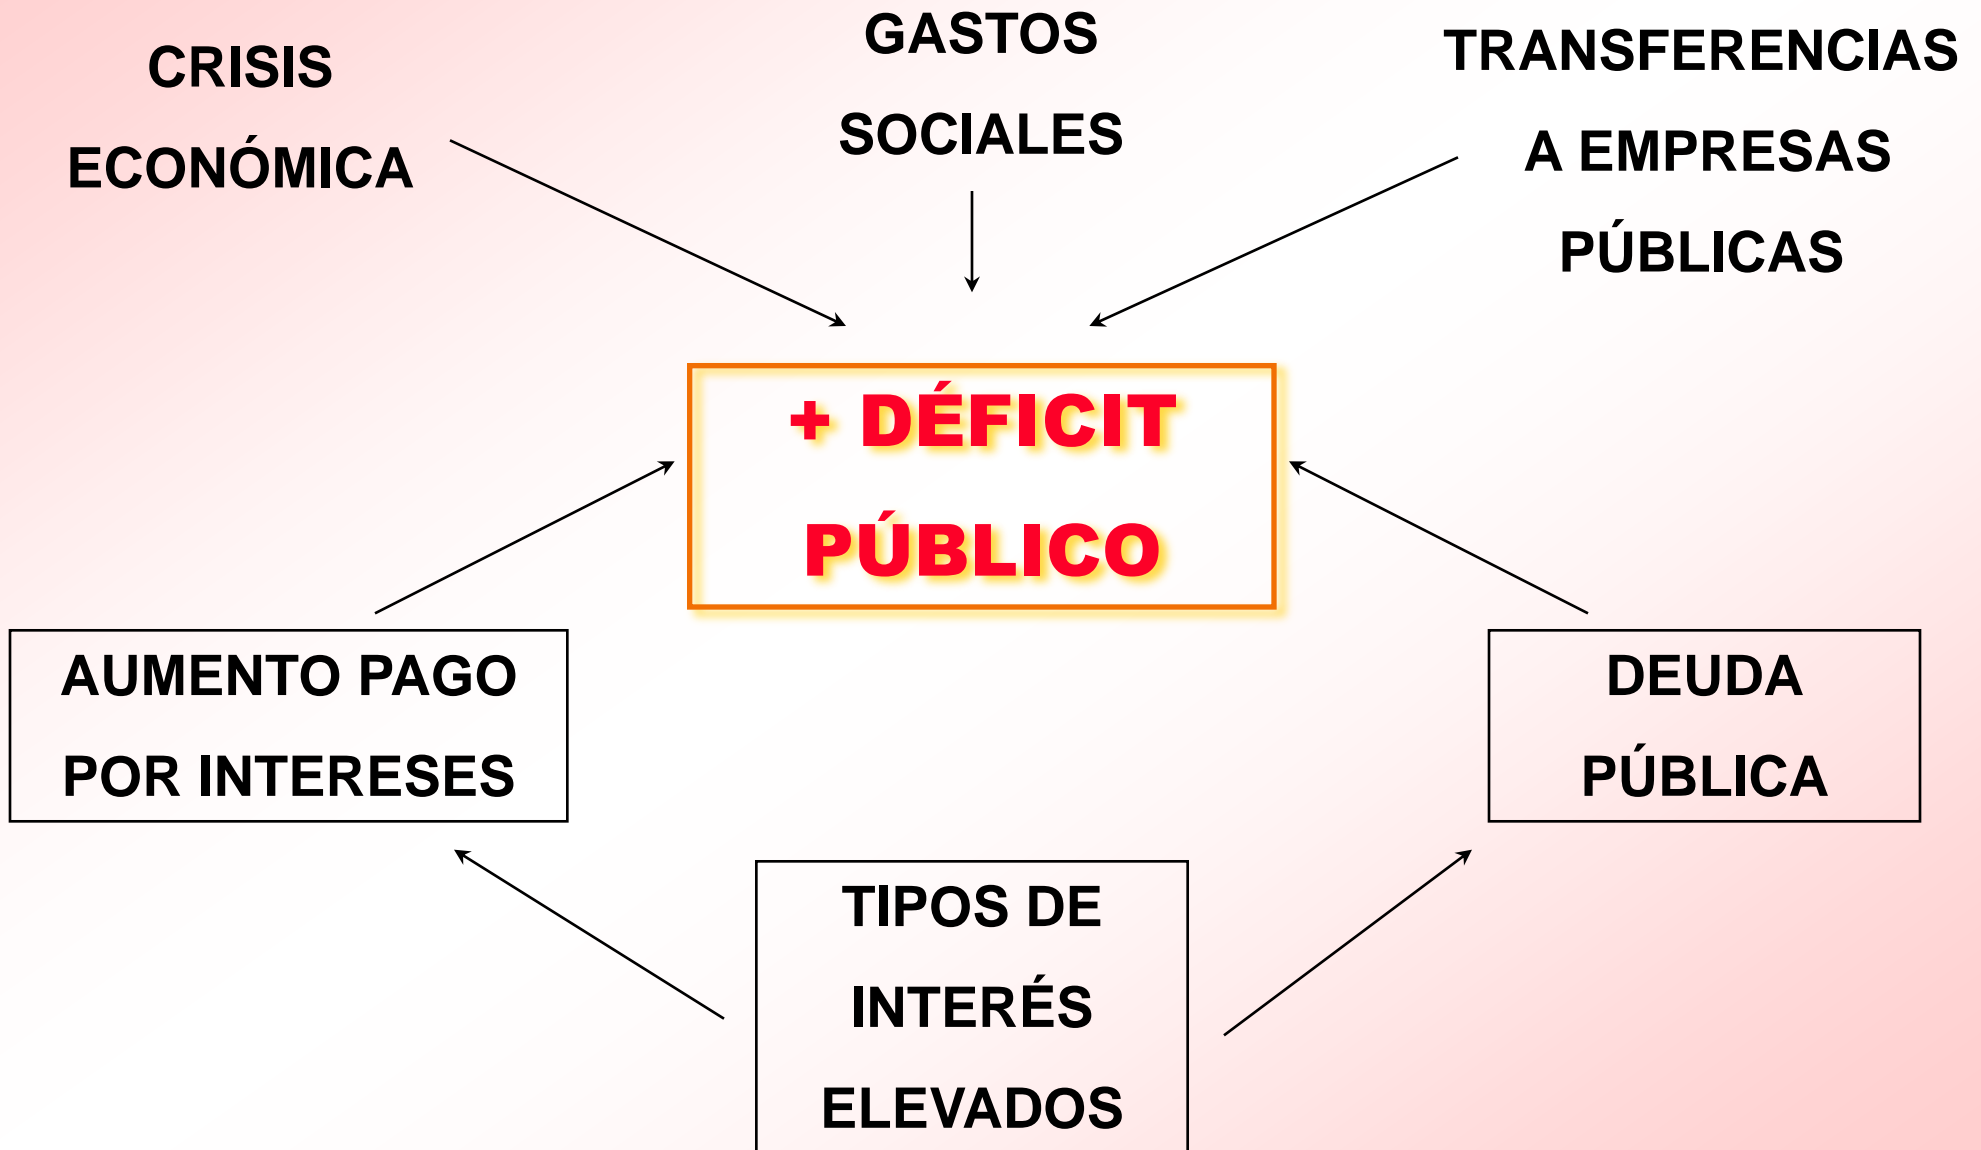 CRISIS
ECONÓMICA
GASTOS
SOCIALES
TRANSFERENCIAS
A EMPRESAS
PÚBLICAS
+ DÉFICIT
PÚBLICO
AUMENTO PAGO
POR INTERESES
DEUDA
PÚBLICA
TIPOS DE
INTERÉS
ELEVADOS